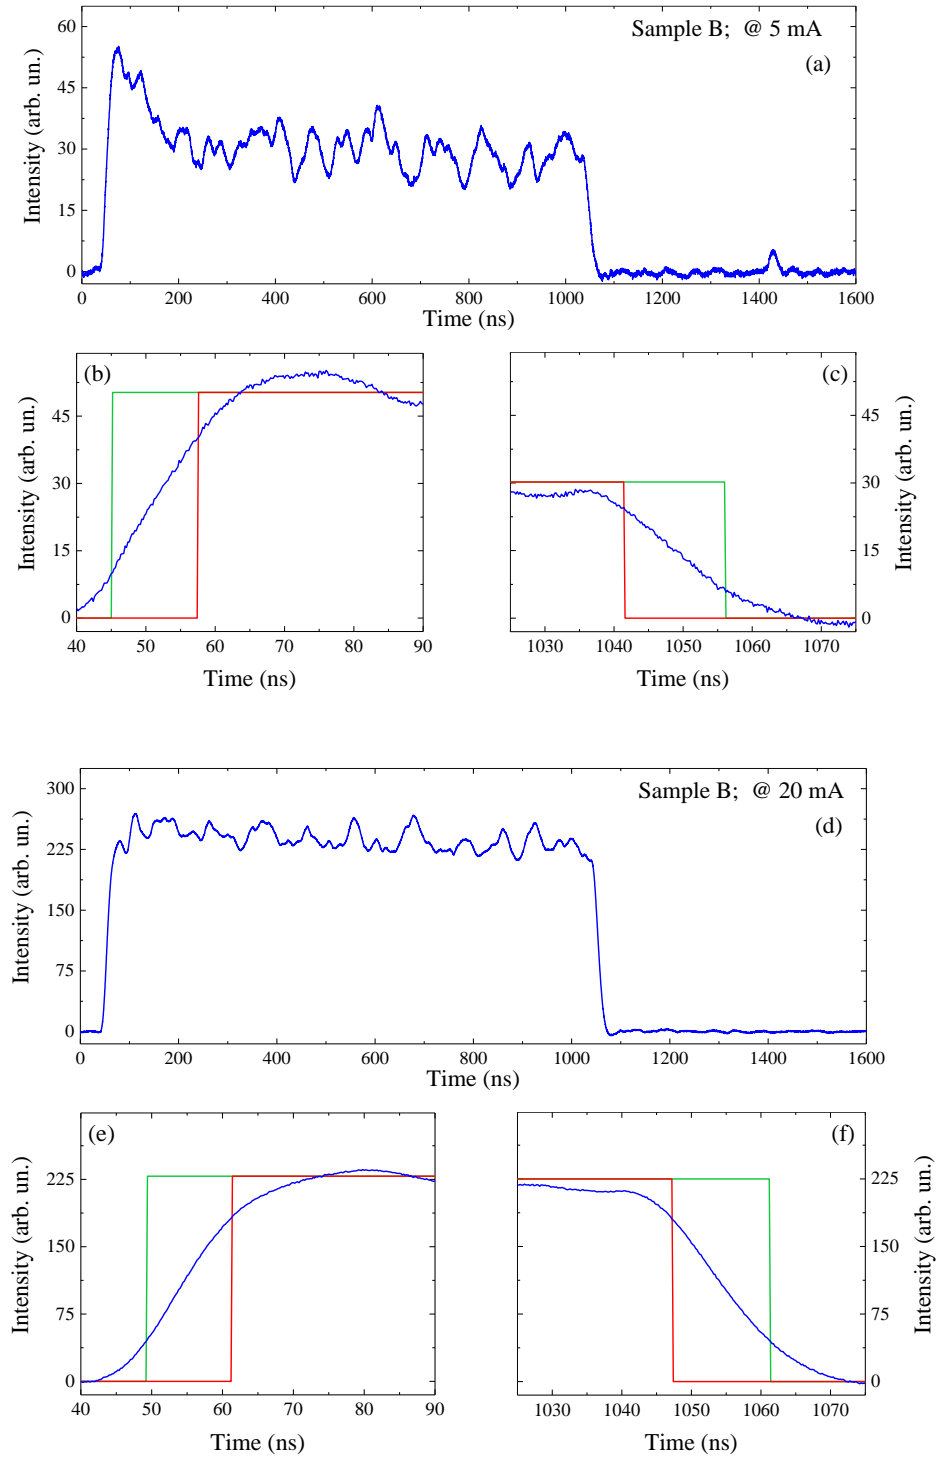 Sample B; @ 5 mA
(a)
Intensity (arb. un.)
60
45
30
15
0
0 200 400 600 800 1000 1200 1400 1600
Time (ns)
(b)
Intensity (arb. un.)
45
30
15
0
40 50 60 70 80 90
Time (ns)
(c)
45
30
15
0
Intensity (arb. un.)
1030 1040 1050 1060 1070
Time (ns)
Sample B; @ 20 mA
(d)
Intensity (arb. un.)
300
225
150
75
0
0 200 400 600 800 1000 1200 1400 1600
Time (ns)
(e)
Intensity (arb. un.)
225
150
75
0
40 50 60 70 80 90
Time (ns)
(f)
225
150
75
0
Intensity (arb. un.)
1030 1040 1050 1060 1070
Time (ns)